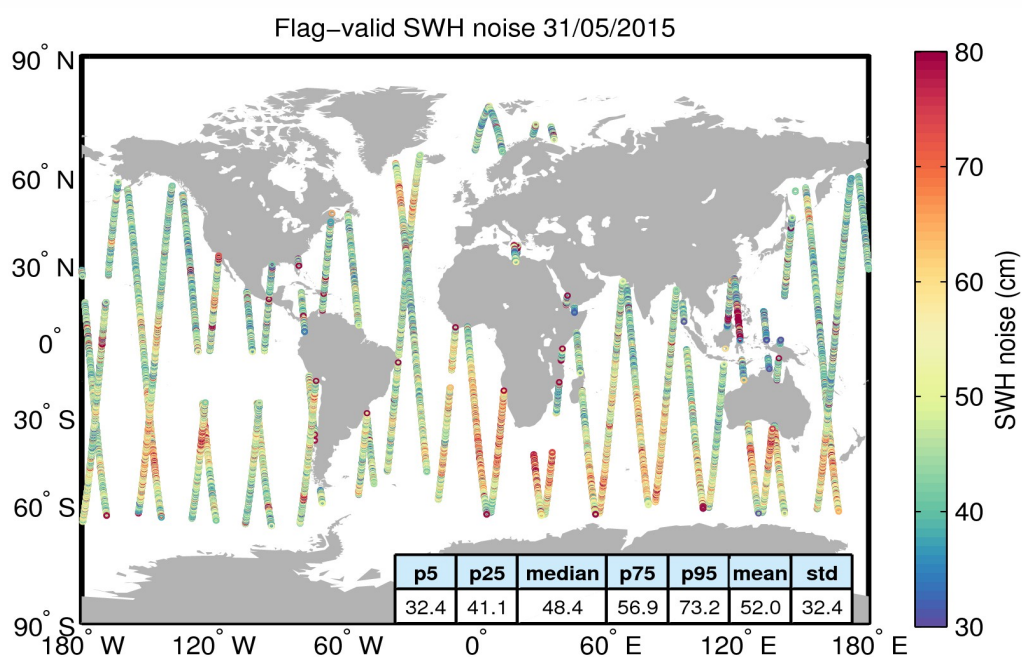 Flag−valid SWH noise 31/05/2015
90° N
60° N
30° N
0°
30° S
60° S
90° S
180° W
120° W
60° W
0°
60° E
120° E
180° E
p5 p25 median p75 p95 mean std
32.4 41.1 48.4 56.9 73.2 52.0 32.4
80
70
60
50
40
30
SWH noise (cm)